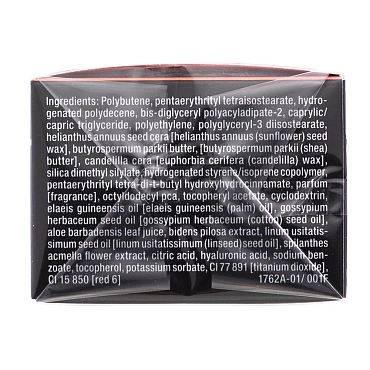 Ingredients: Polybutene, pentaerythrityl tetraisostearate, hydro-
genated polydecene, bis-diglyceryl polyacyladipate-2, caprylic/
capric triglyceride, polyethylene, polyglyceryl-3 diisostearate,
helianthus annuus seed cera [helianthus annuus (sunflower) seed
wax], butyrospermum parkii butter, [butyrospermum parkii (shea)
butter], candelilla cera [euphorbia cerifera (candelilla) wax],
silica dimethyl silylate, hydrogenated styrene/isoprene copolymer,
pentaerythrityl tetra-di-t-butyl hydroxyhydrocinnamate, parfum
[fragrance], octyldodecyl pca, tocopheryl acetate, cyclodextrin,
elaeis guineensis oil [elaeis guineensis (palm) oil], gossypium
herbaceum seed oil [gossypium herbaceum (cotton) seed oil],
aloe barbadensis leaf juice, bidens pilosa extract, linum usitatis-
simum seed oil [linum usitatissimum (linseed) seed oil], spilanthes
acmella flower extract, citric acid, hyaluronic acid, sodium ben-
zoate, tocopherol, potassium sorbate, CI 77 891 [titanium dioxide],
CI 15 850 [red 6] 1762A-01/ 001F